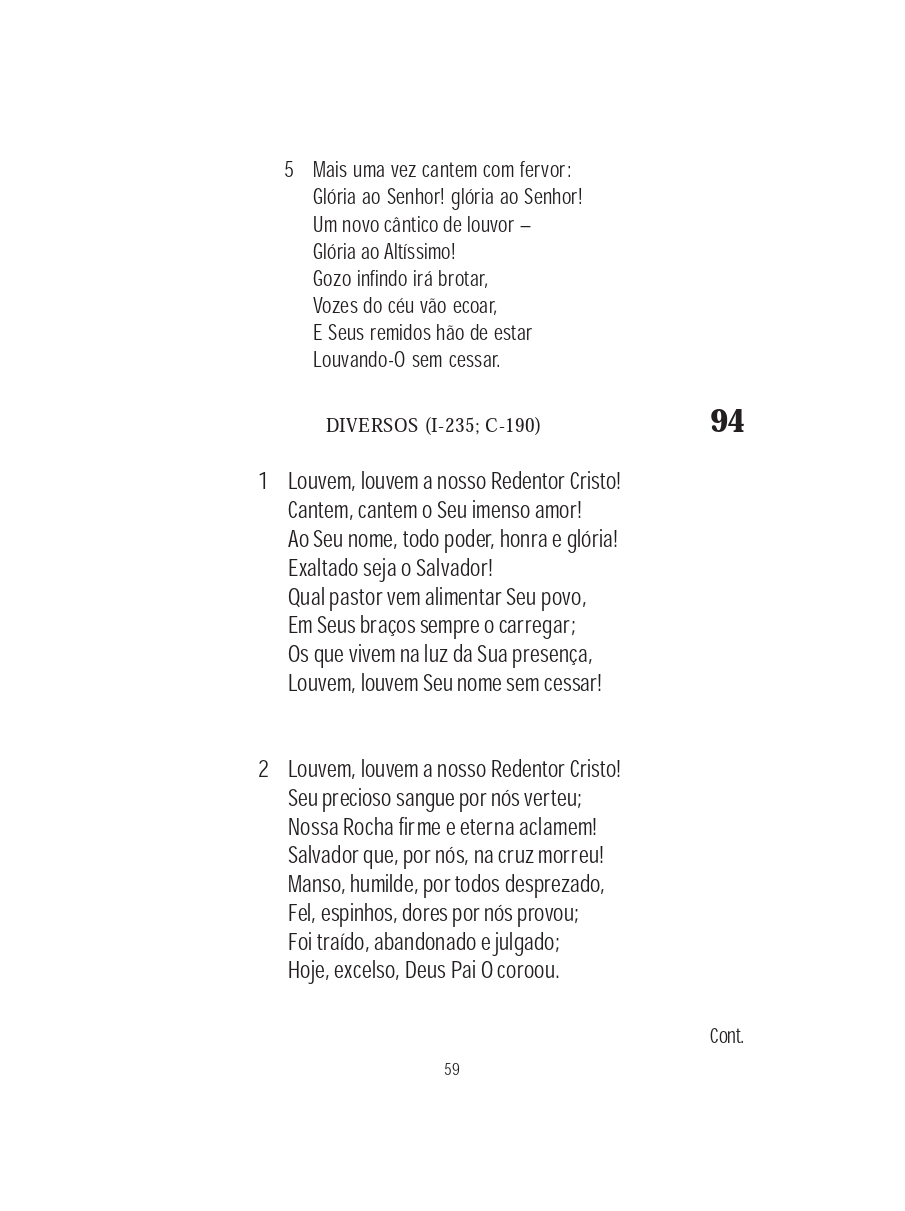 5 Mais uma vez cantem com fervor:
Glória ao Senhor! glória ao Senhor!
Um novo cântico de louvor –
Glória ao Altíssimo!
Gozo infindo irá brotar,
Vozes do céu vão ecoar,
E Seus remidos hão de estar
Louvando-O sem cessar.
DIVERSOS (I-235; C-190) 94
1 Louvem, louvem a nosso Redentor Cristo!
Cantem, cantem o Seu imenso amor!
Ao Seu nome, todo poder, honra e glória!
Exaltado seja o Salvador!
Qual pastor vem alimentar Seu povo,
Em Seus braços sempre o carregar;
Os que vivem na luz da Sua presença,
Louvem, louvem Seu nome sem cessar!
2 Louvem, louvem a nosso Redentor Cristo!
Seu precioso sangue por nós verteu;
Nossa Rocha firme e eterna aclamem!
Salvador que, por nós, na cruz morreu!
Manso, humilde, por todos desprezado,
Fel, espinhos, dores por nós provou;
Foi traído, abandonado e julgado;
Hoje, excelso, Deus Pai O coroou.
Cont.
59